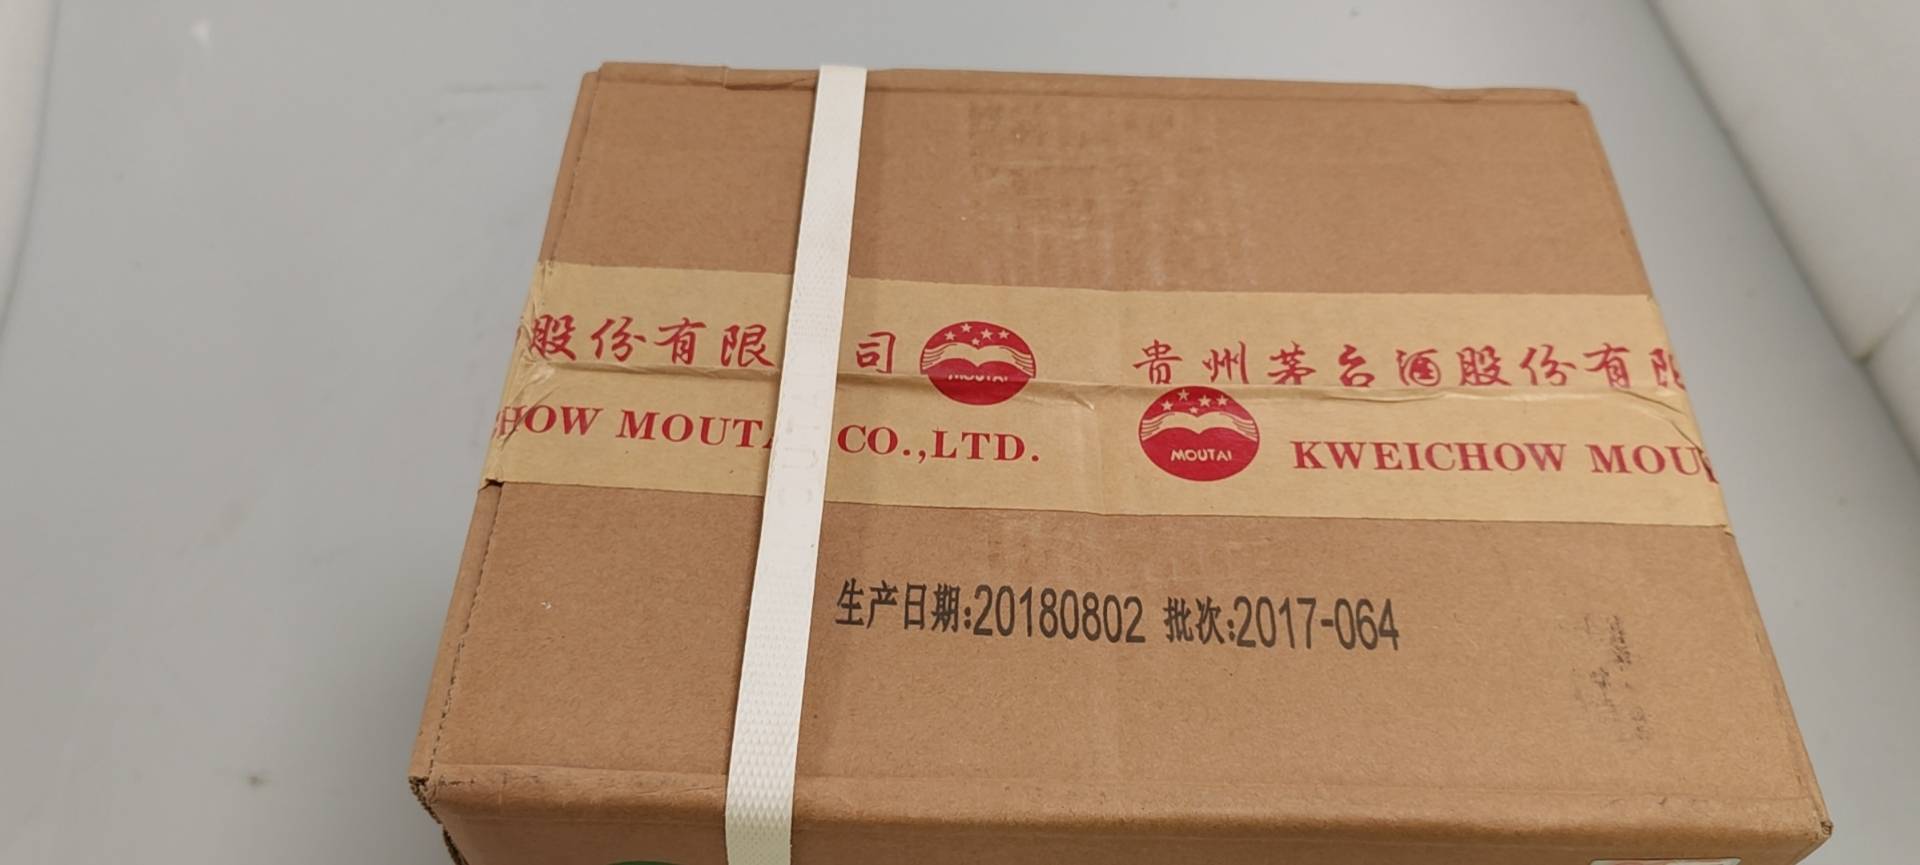 股份有限 司
贵州茅台酒股份有限
MOUTAI
HOW MOUTA CO.,LTD.
MOUTAI
KWEICHOW MOU
生产日期:20180802 批次:2017-064